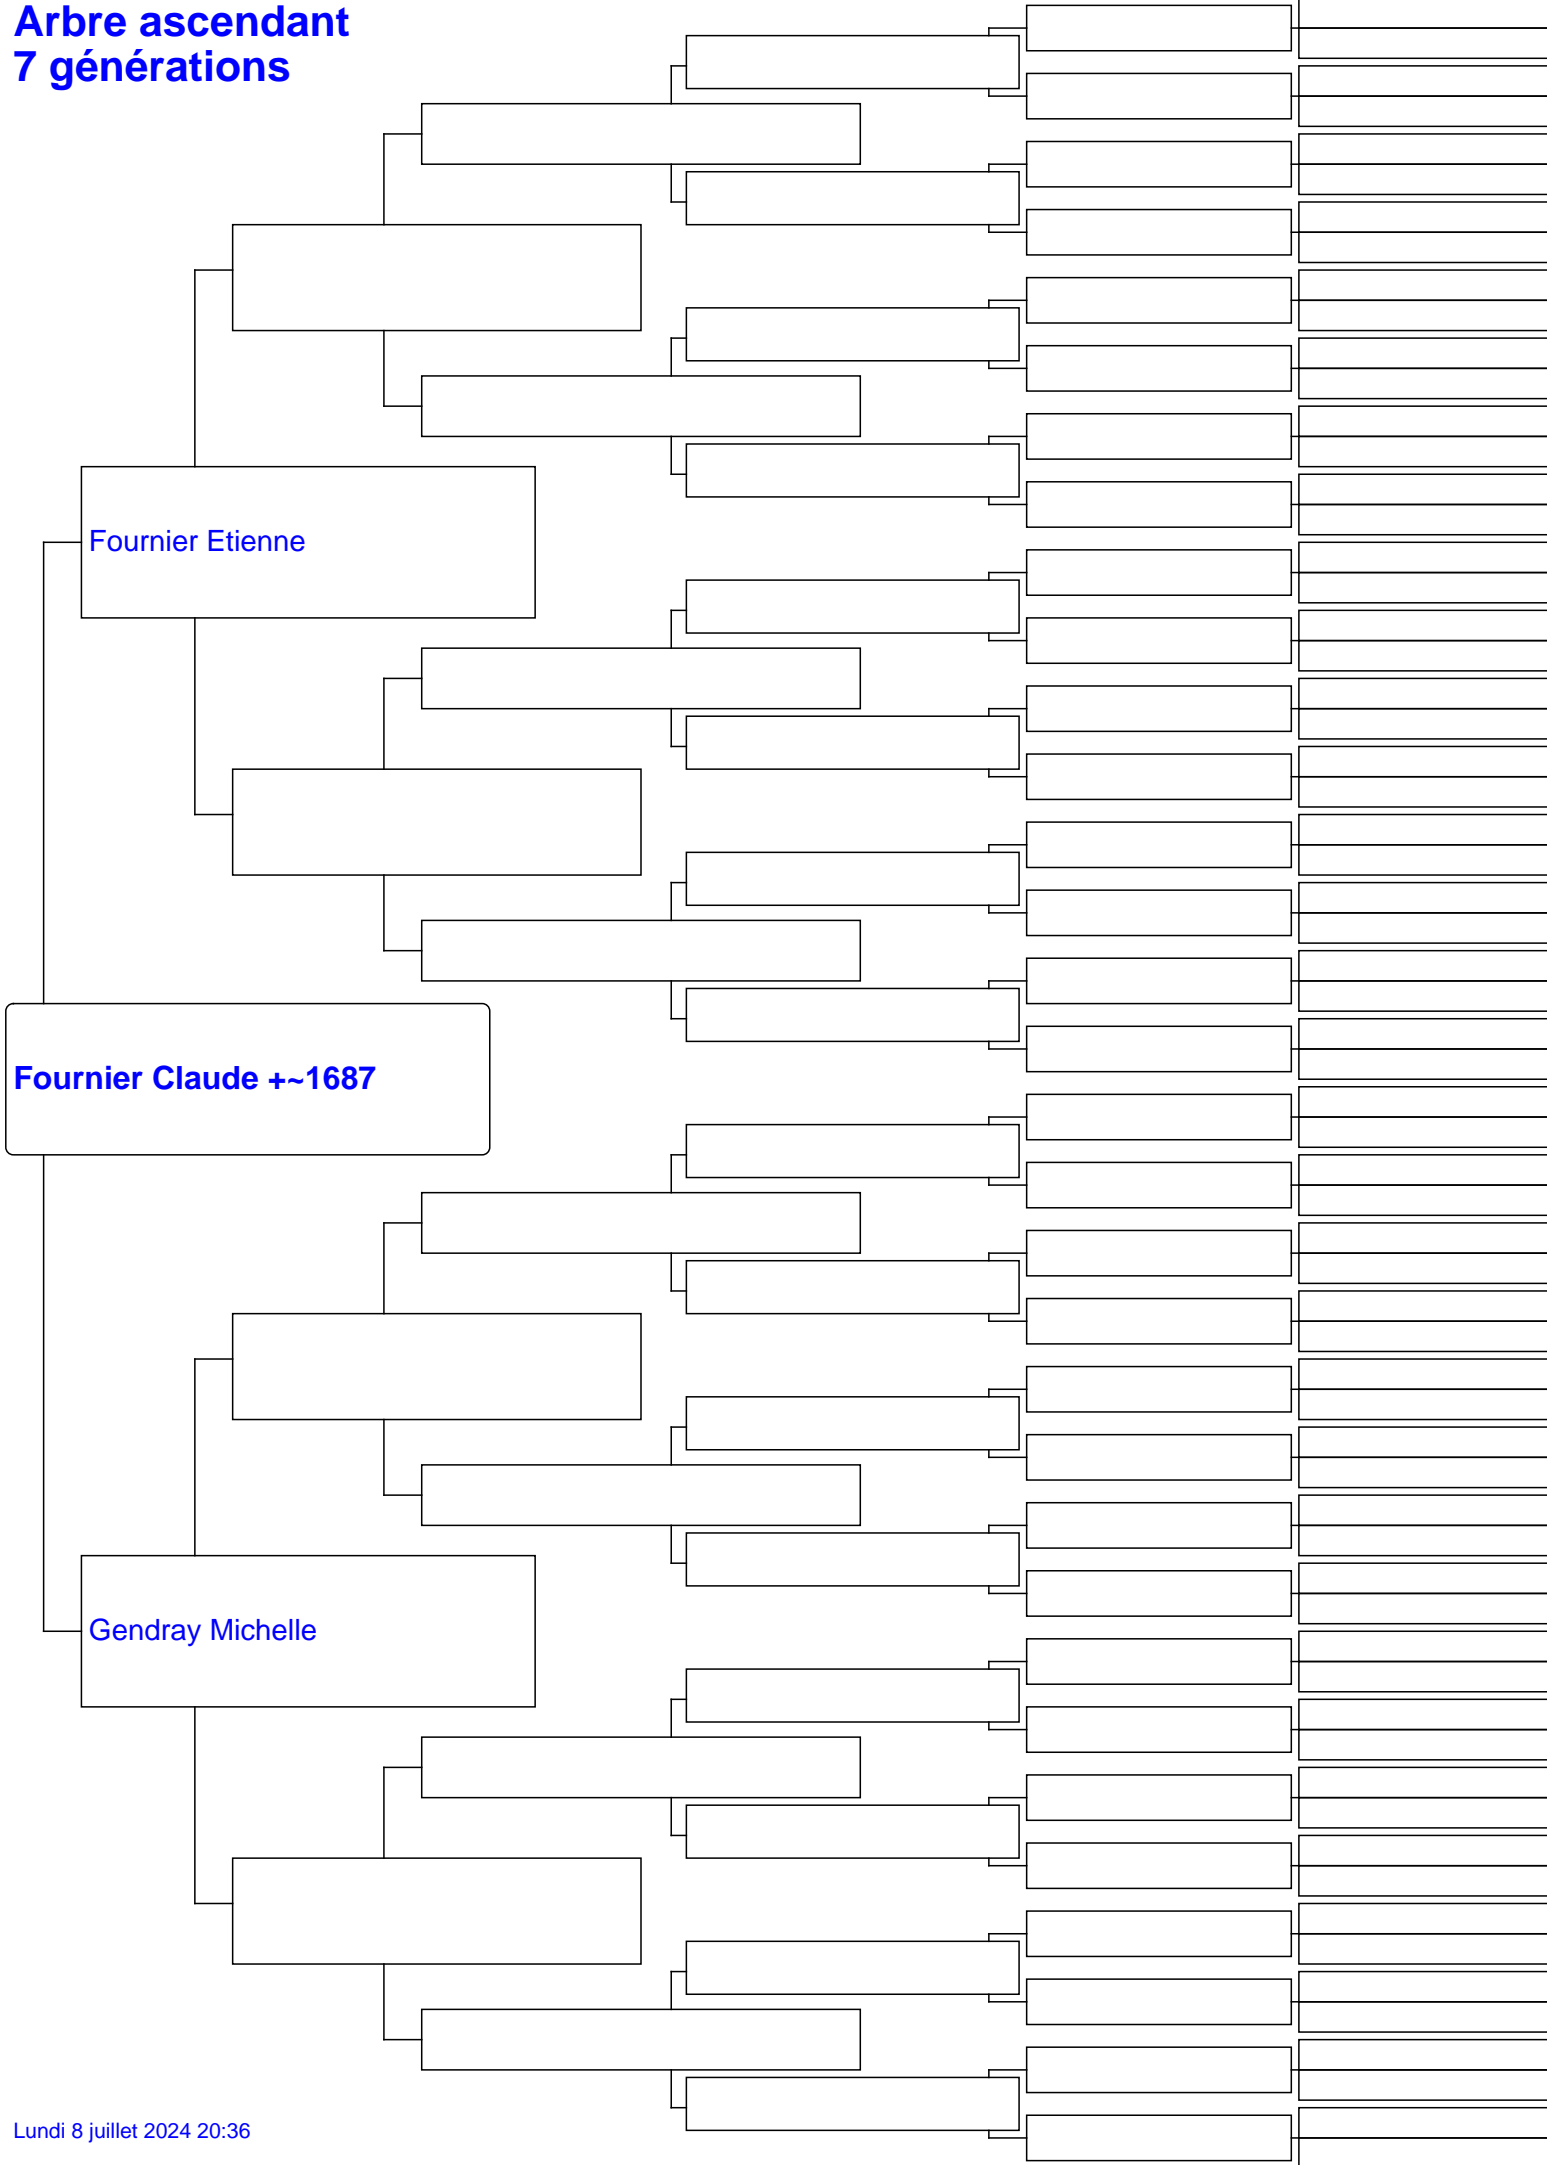 Arbre ascendant
7 générations
Fournier Etienne
Fournier Claude +~1687
Gendray Michelle
Lundi 8 juillet 2024 20:36